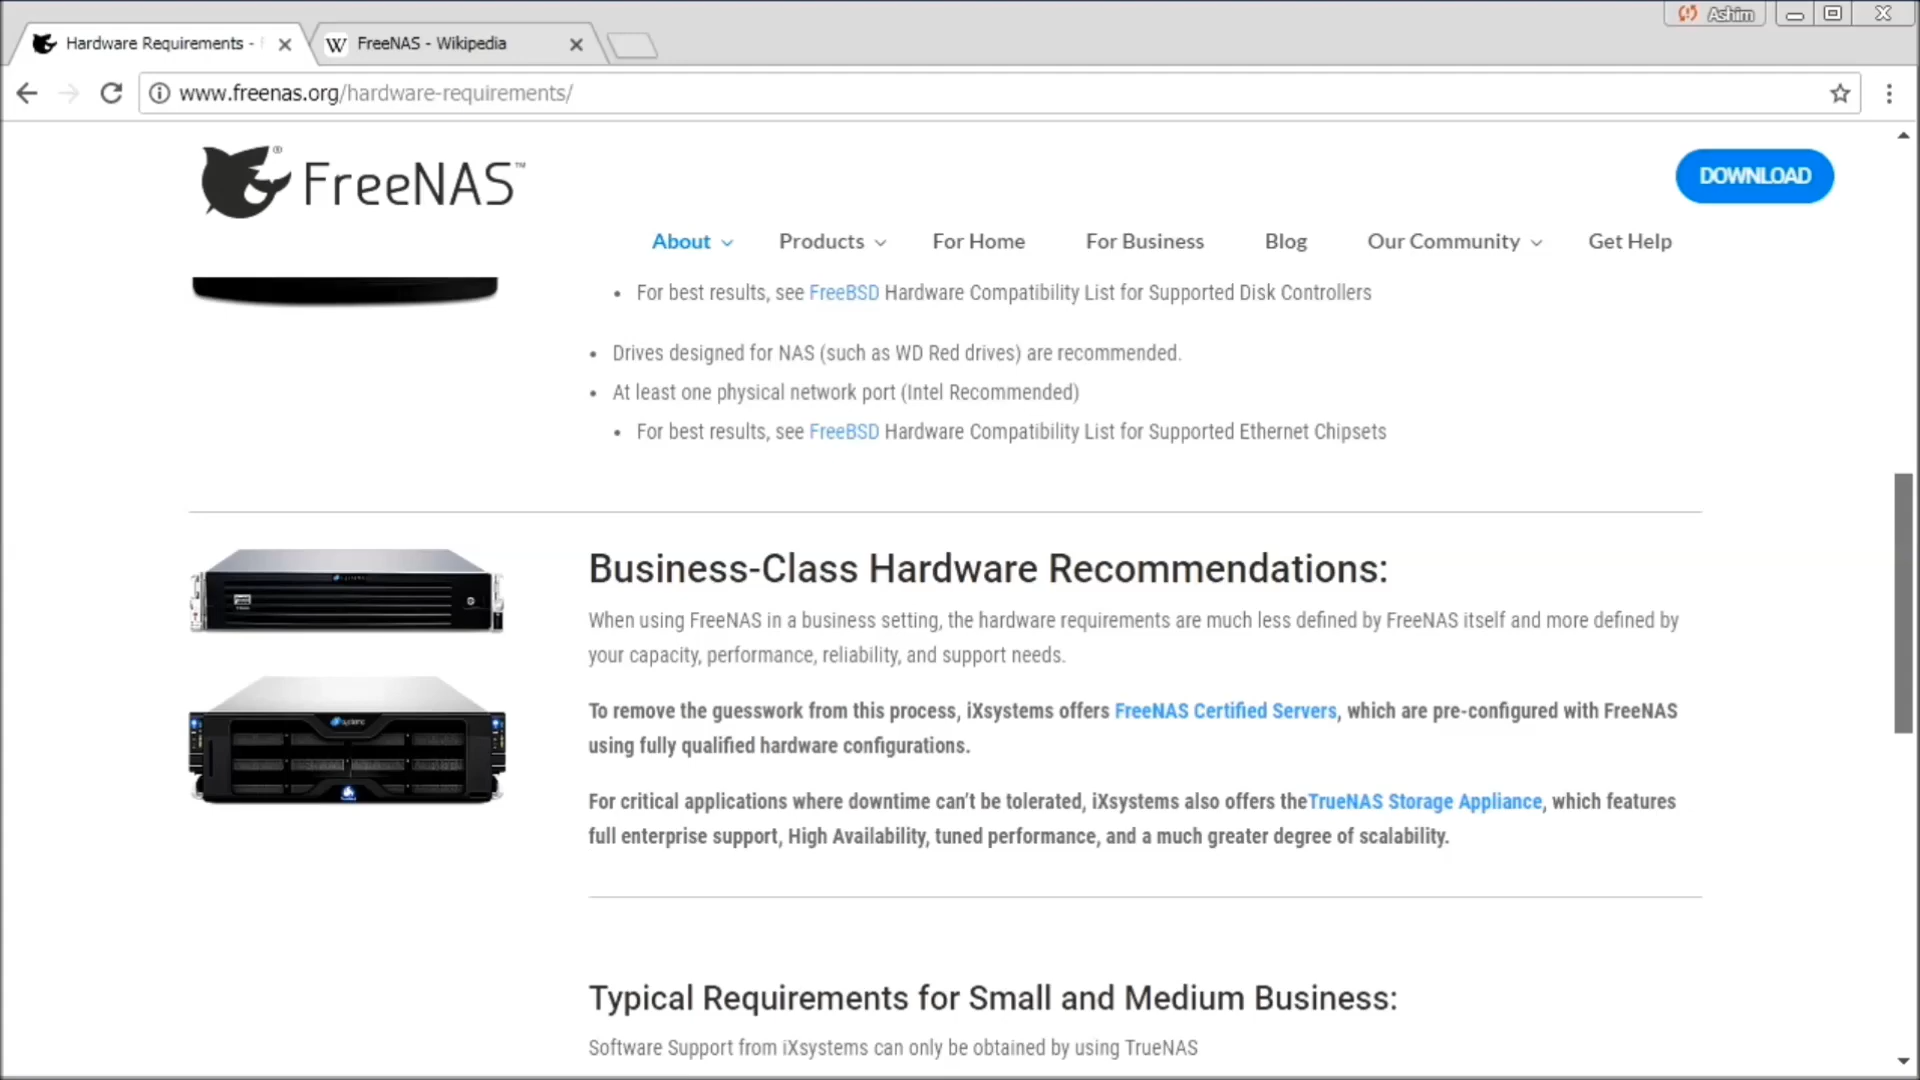 Ashim
Hardware Requirements -
FreeNAS - Wikipedia
www.freenas.org/hardware-requirements/
FreeNAS™
DOWNLOAD
About
Products
For Home
For Business
Blog
Our Community
Get Help
• For best results, see FreeBSD Hardware Compatibility List for Supported Disk Controllers
• Drives designed for NAS (such as WD Red drives) are recommended.
• At least one physical network port (Intel Recommended)
• For best results, see FreeBSD Hardware Compatibility List for Supported Ethernet Chipsets
Business-Class Hardware Recommendations:
When using FreeNAS in a business setting, the hardware requirements are much less defined by FreeNAS itself and more defined by
your capacity, performance, reliability, and support needs.
To remove the guesswork from this process, iXsystems offers FreeNAS Certified Servers, which are pre-configured with FreeNAS
using fully qualified hardware configurations.
For critical applications where downtime can’t be tolerated, iXsystems also offers theTrueNAS Storage Appliance, which features
full enterprise support, High Availability, tuned performance, and a much greater degree of scalability.
Typical Requirements for Small and Medium Business:
Software Support from iXsystems can only be obtained by using TrueNAS